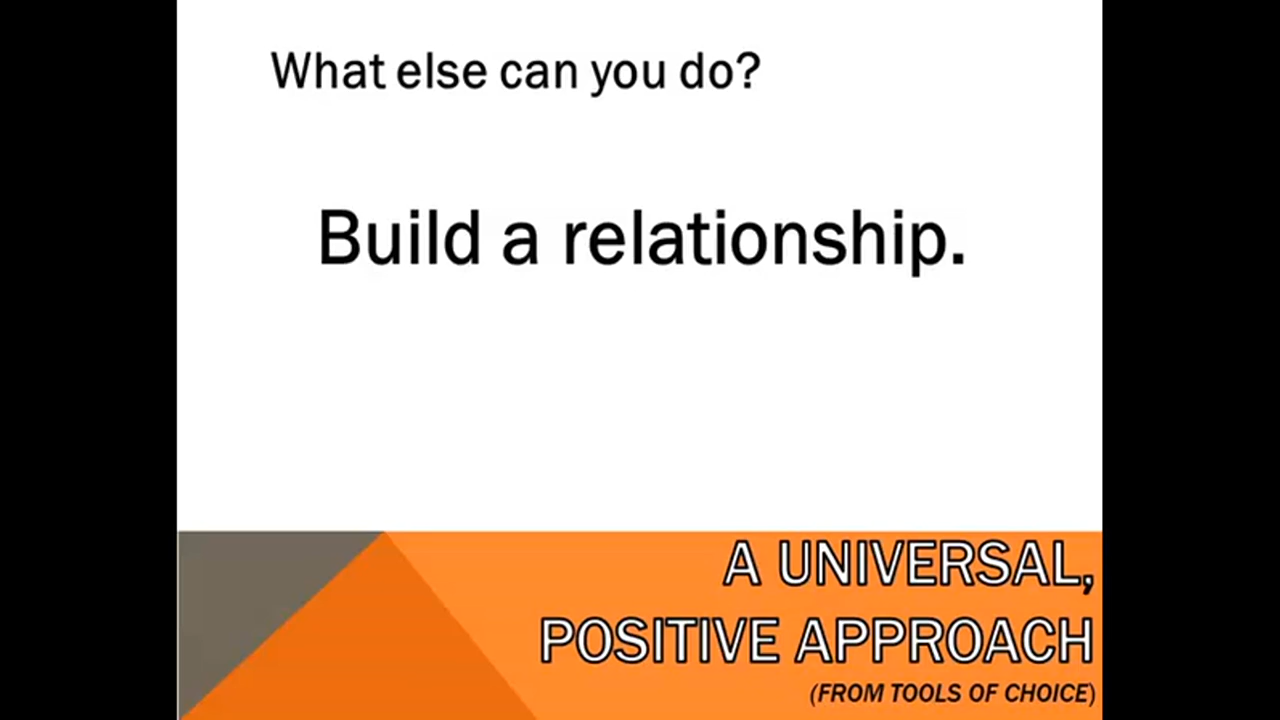 What else can you do?
Build a relationship.
A UNIVERSAL,
POSITIVE APPROACH
(FROM TOOLS OF CHOICE)